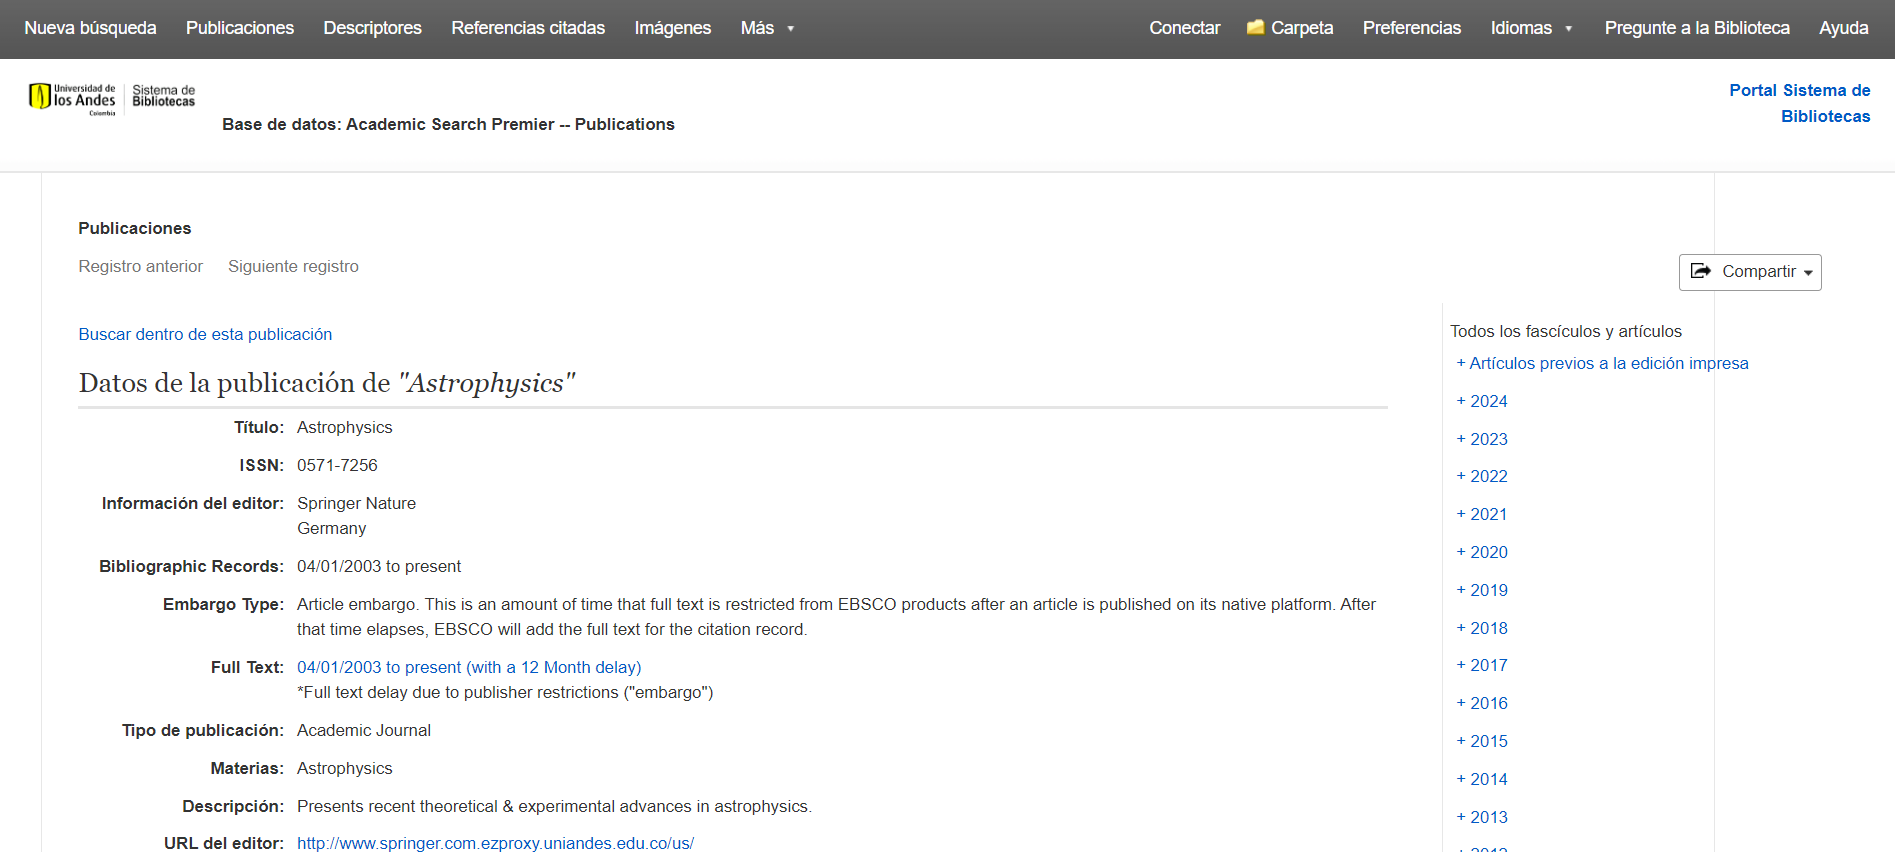 Nueva búsqueda Publicaciones Descriptores Referencias citadas Imágenes Más Conectar Carpeta Preferencias Idiomas Pregunte a la Biblioteca Ayuda
Universidad de
los Andes
Colombia
Sistema de
Bibliotecas
Base de datos: Academic Search Premier -- Publications
Portal Sistema de
Bibliotecas
Publicaciones
Registro anterior Siguiente registro
Compartir
Buscar dentro de esta publicación
Datos de la publicación de "Astrophysics"
Título: Astrophysics
ISSN: 0571-7256
Información del editor: Springer Nature
Germany
Bibliographic Records: 04/01/2003 to present
Embargo Type: Article embargo. This is an amount of time that full text is restricted from EBSCO products after an article is published on its native platform. After
that time elapses, EBSCO will add the full text for the citation record.
Full Text: 04/01/2003 to present (with a 12 Month delay)
*Full text delay due to publisher restrictions ("embargo")
Tipo de publicación: Academic Journal
Materias: Astrophysics
Descripción: Presents recent theoretical & experimental advances in astrophysics.
URL del editor: http://www.springer.com.ezproxy.uniandes.edu.co/us/
Todos los fascículos y artículos
+ Artículos previos a la edición impresa
+ 2024
+ 2023
+ 2022
+ 2021
+ 2020
+ 2019
+ 2018
+ 2017
+ 2016
+ 2015
+ 2014
+ 2013
+ 2012